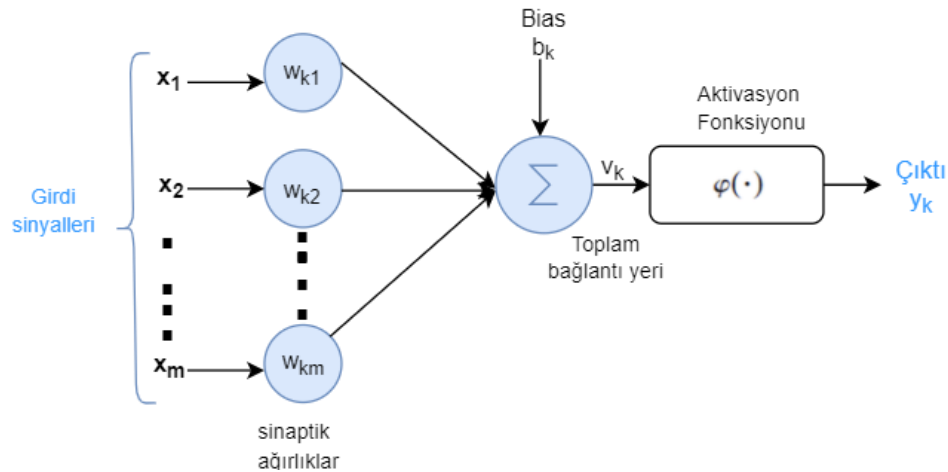 Girdi
sinyalleri
x1
x2
xm
wk1
wk2
wkm
sinaptik
ağırlıklar
Bias
bk
∑
Toplam
bağlantı yeri
vk
Aktivasyon
Fonksiyonu
φ(·)
Çıktı
yk